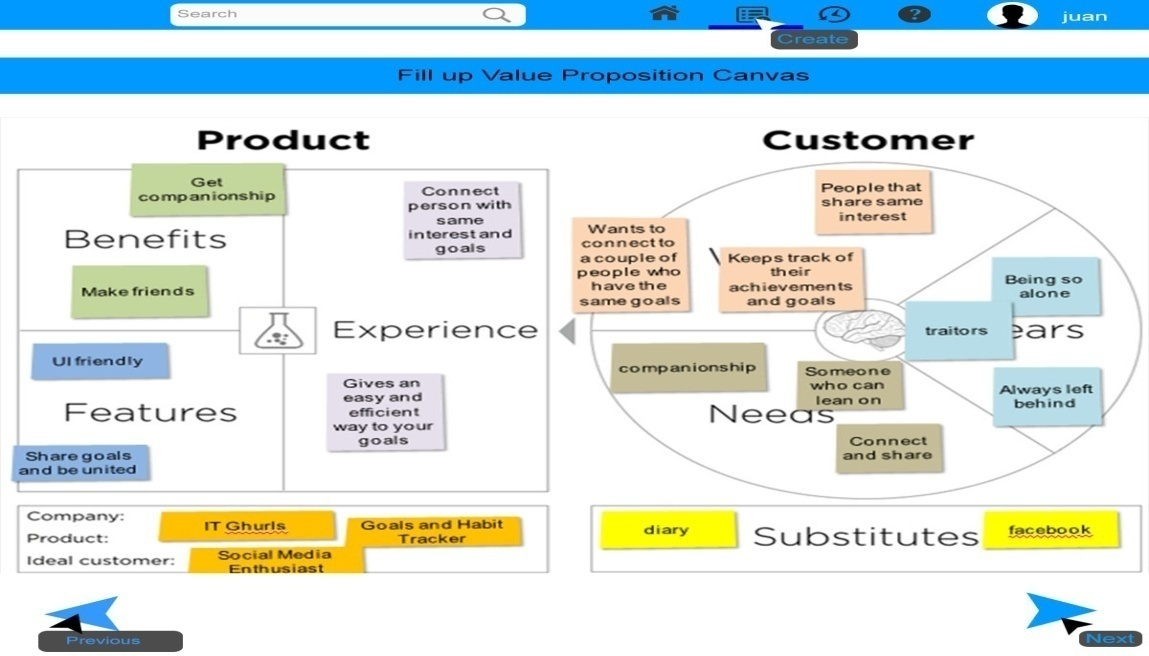 Search
juan
Create
Fill up Value Proposition Canvas
Product
Customer
Get
companionship
Benefits
Make friends
Connect
person with
same
interest and
goals
Experience
UI friendly
Features
Share goals
and be united
Gives an
easy and
efficient
way to your
goals
Company:
IT Ghurls
Product:
Goals and Habit
Tracker
Ideal customer:
Social Media
Enthusiast
People that
share same
interest
Wants to
connect to
a couple of
people who
have the
same goals
Keeps track of
their
achievements
and goals
Being so
alone
traitors
ears
Always left
behind
companionship
Someone
who can
lean on
Needs
Connect
and share
diary
Substitutes
facebook
Previous
Next